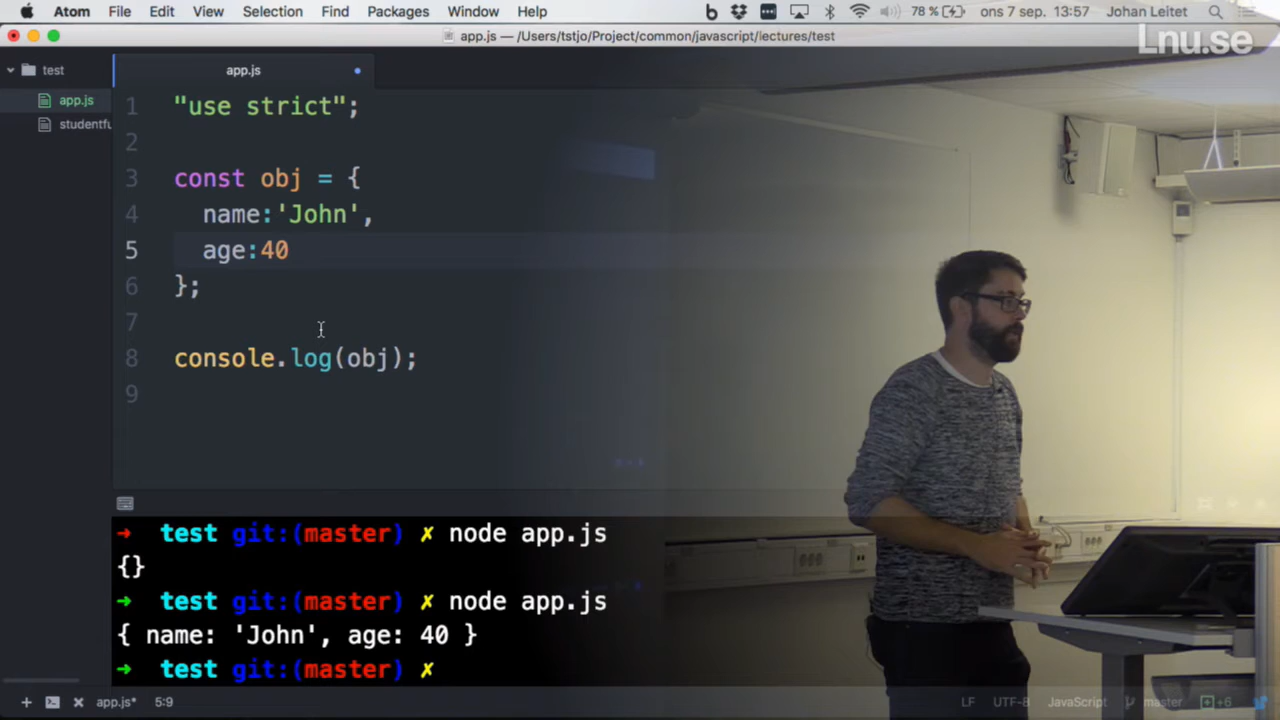 Atom File Edit View Selection Find Packages Window Help 78 % ons 7 sep. 13:57 Johan Leitet
app.js — /Users/tstjo/Project/common/javascript/lectures/test
Lnu.se
test
app.js
app.js
studentfu
1 "use strict";
2
3 const obj = {
4 name:'John',
5 age:40
6 };
7
8 console.log(obj);
9
→ test git:(master) ✗ node app.js
{}
→ test git:(master) ✗ node app.js
{ name: 'John', age: 40 }
→ test git:(master) ✗
+ app.js* 5:9 LF UTF-8 JavaScript master +6